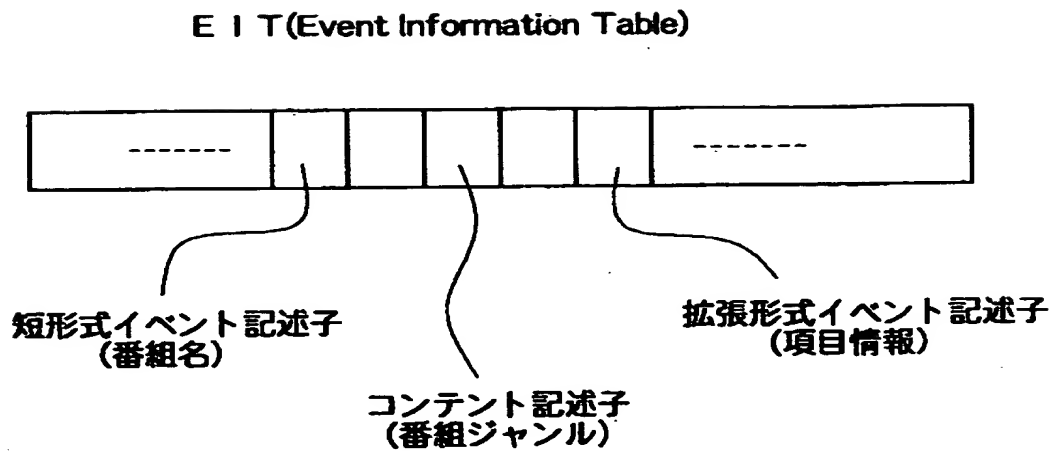 E I T(Event Information Table)
短形式イベント記述子
(番組名)
コンテント記述子
(番組ジャンル)
拡張形式イベント記述子
(項目情報)